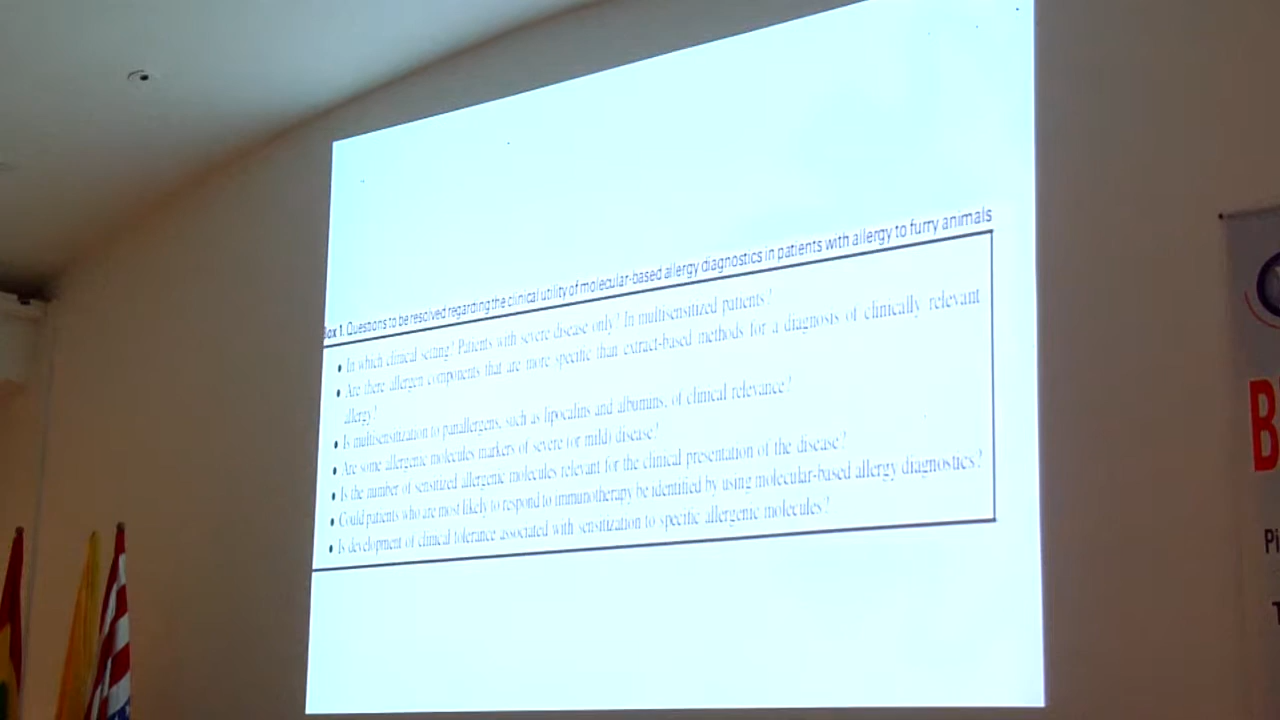 Box 1. Questions to be resolved regarding the clinical utility of molecular-based allergy diagnostics in patients with allergy to furry animals
• In which clinical setting? Patients with severe disease only? In multisensitized patients?
• Are there allergen components that are more specific than extract-based methods for a diagnosis of clinically relevant
allergy?
• Is multisensitization to panallergens, such as lipocalins and albumins, of clinical relevance?
• Are some allergenic molecules markers of severe (or mild) disease?
• Is the number of sensitized allergenic molecules relevant for the clinical presentation of the disease?
• Could patients who are most likely to respond to immunotherapy be identified by using molecular-based allergy diagnostics?
• Is development of clinical tolerance associated with sensitization to specific allergenic molecules?
B
Pi